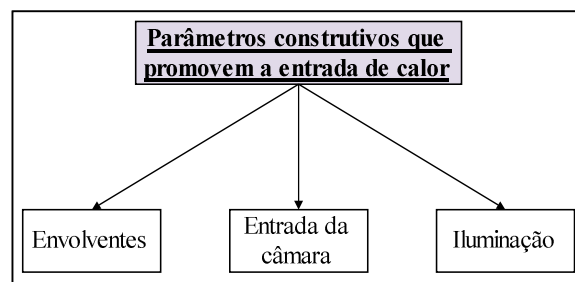 Parâmetros construtivos que
promovem a entrada de calor
Envolventes
Entrada da
câmara
Iluminação